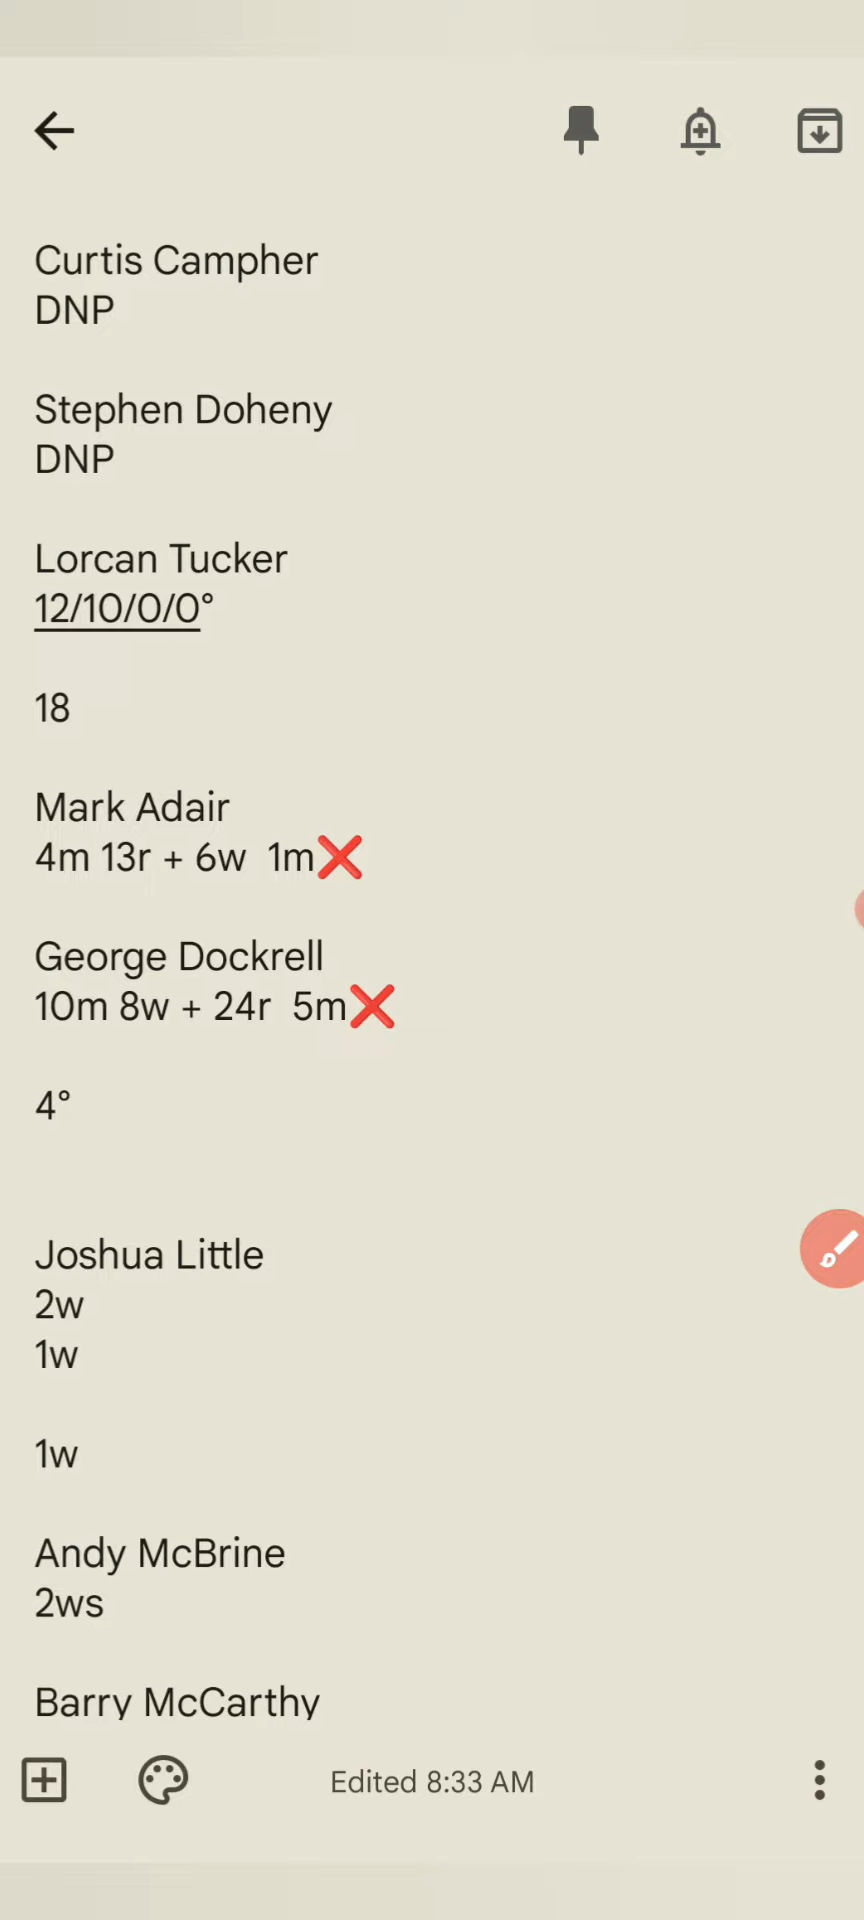 Curtis Campher
DNP
Stephen Doheny
DNP
Lorcan Tucker
12/10/0/0°
18
Mark Adair
4m 13r + 6w  1m❌
George Dockrell
10m 8w + 24r  5m❌
4°
Joshua Little
2w
1w
1w
Andy McBrine
2ws
Barry McCarthy
Edited 8:33 AM